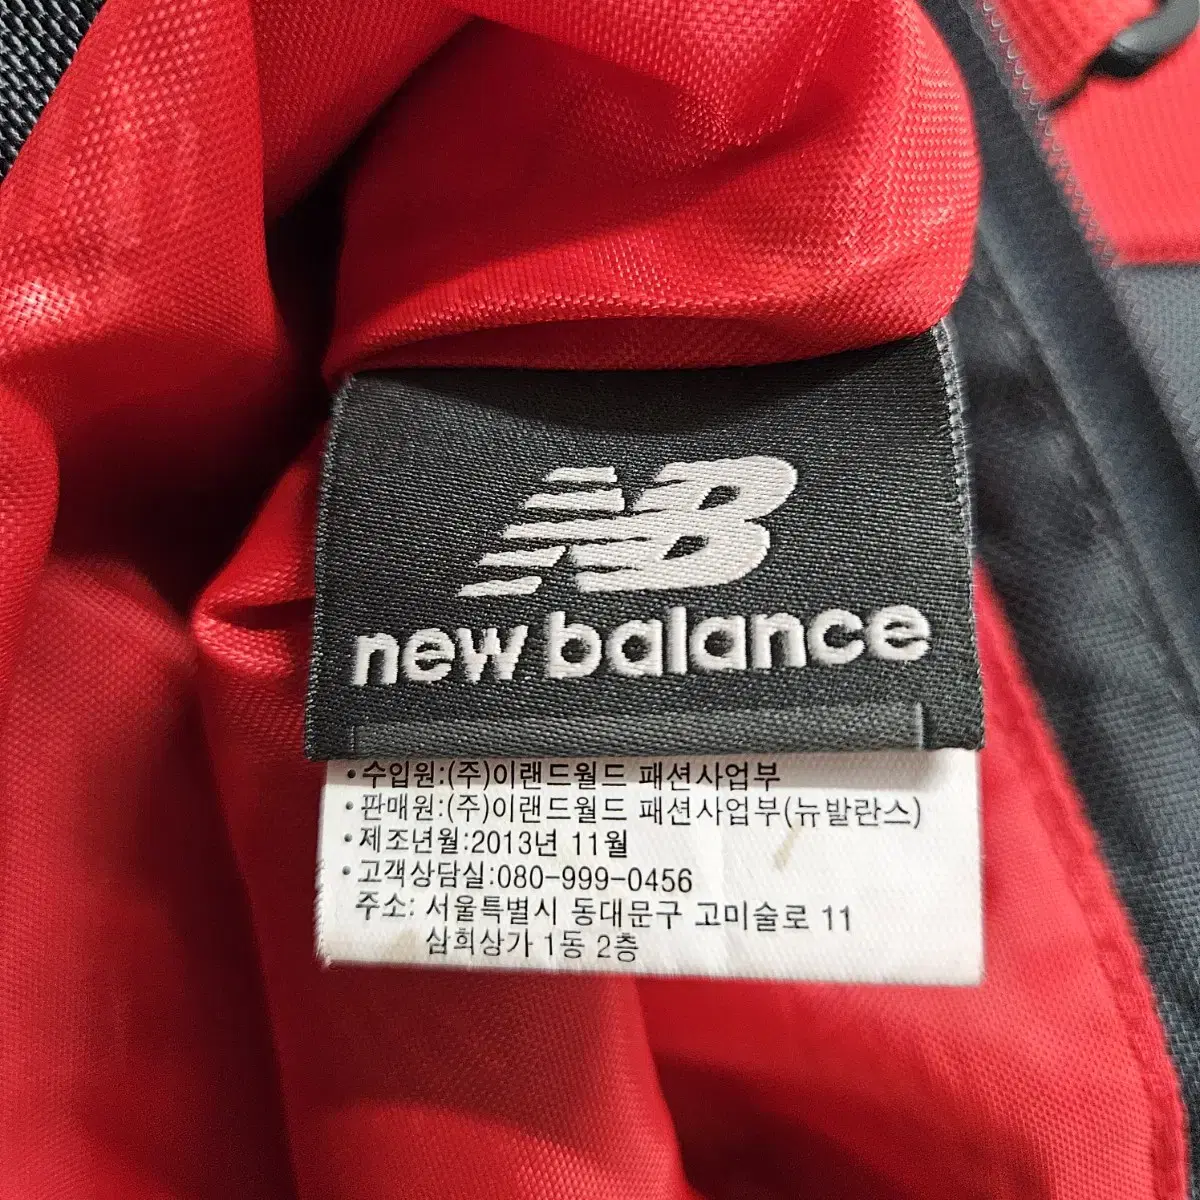 NB
new balance
•수입원:(주)이랜드월드 패션사업부
•판매원:(주)이랜드월드 패션사업부(뉴발란스)
•제조년월:2013년 11월
•고객상담실:080-999-0456
주소: 서울특별시 동대문구 고미술로 11
삼희상가 1동 2층